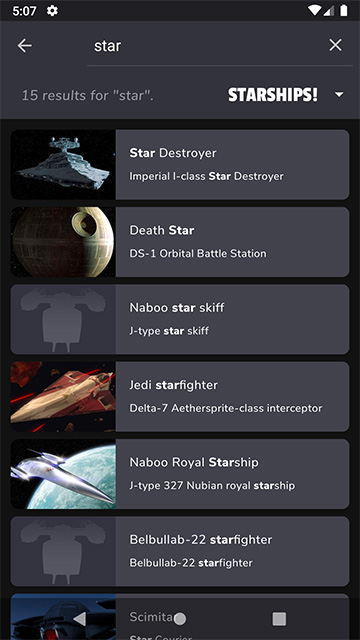 5:07
star
15 results for "star".
STARSHIPS!
Star Destroyer
Imperial I-class Star Destroyer
Death Star
DS-1 Orbital Battle Station
Naboo star skiff
J-type star skiff
Jedi starfighter
Delta-7 Aethersprite-class interceptor
Naboo Royal Starship
J-type 327 Nubian royal starship
Belbullab-22 starfighter
Belbullab-22 starfighter
Scimitar
Star Courier